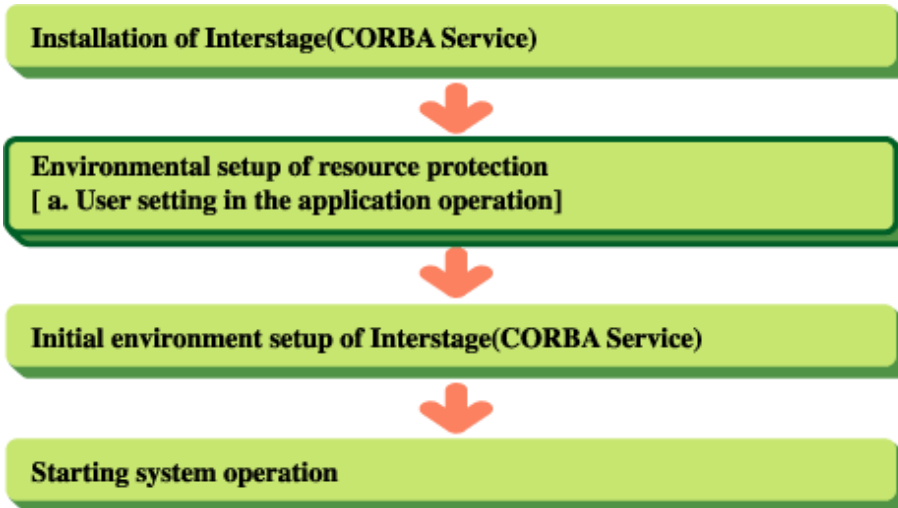 Installation of Interstage(CORBA Service)
Environmental setup of resource protection
[ a. User setting in the application operation]
Initial environment setup of Interstage(CORBA Service)
Starting system operation